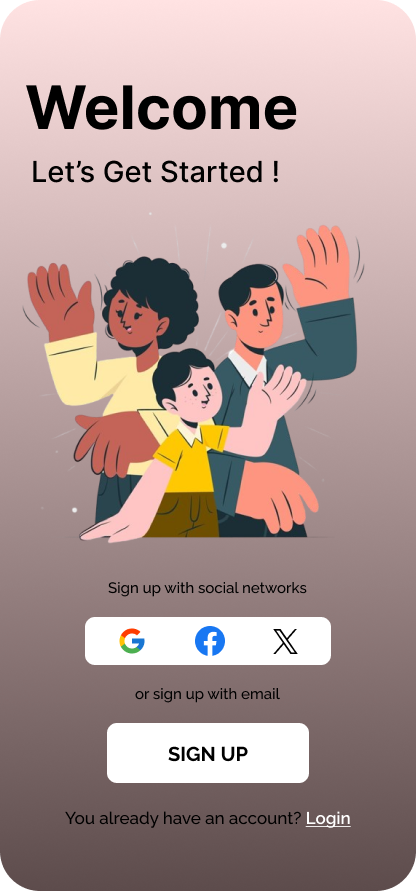 Welcome
Let’s Get Started !
Sign up with social networks
or sign up with email
SIGN UP
You already have an account? Login